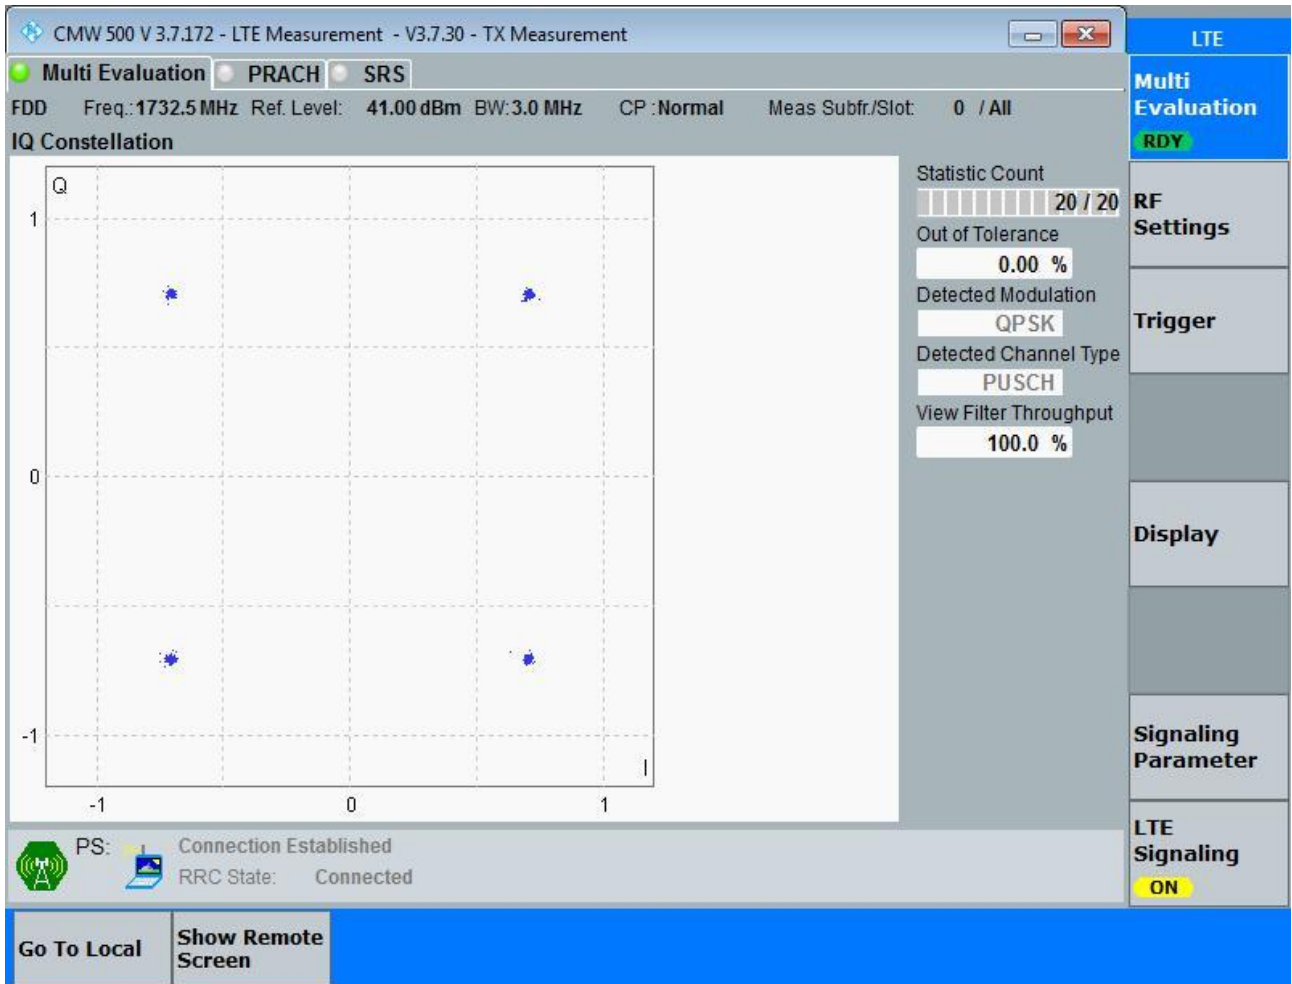 CMW 500 V 3.7.172 - LTE Measurement - V3.7.30 - TX Measurement
LTE
Multi Evaluation PRACH SRS
FDD Freq.: 1732.5 MHz Ref. Level: 41.00 dBm BW: 3.0 MHz CP : Normal Meas Subfr./Slot: 0 / All
IQ Constellation
Q
1
0
-1
-1 0 1
I
Statistic Count
20 / 20
Out of Tolerance
0.00 %
Detected Modulation
QPSK
Detected Channel Type
PUSCH
View Filter Throughput
100.0 %
Multi
Evaluation
RDY
RF
Settings
Trigger
Display
Signaling
Parameter
LTE
Signaling
ON
PS: Connection Established
RRC State: Connected
Go To Local
Show Remote
Screen